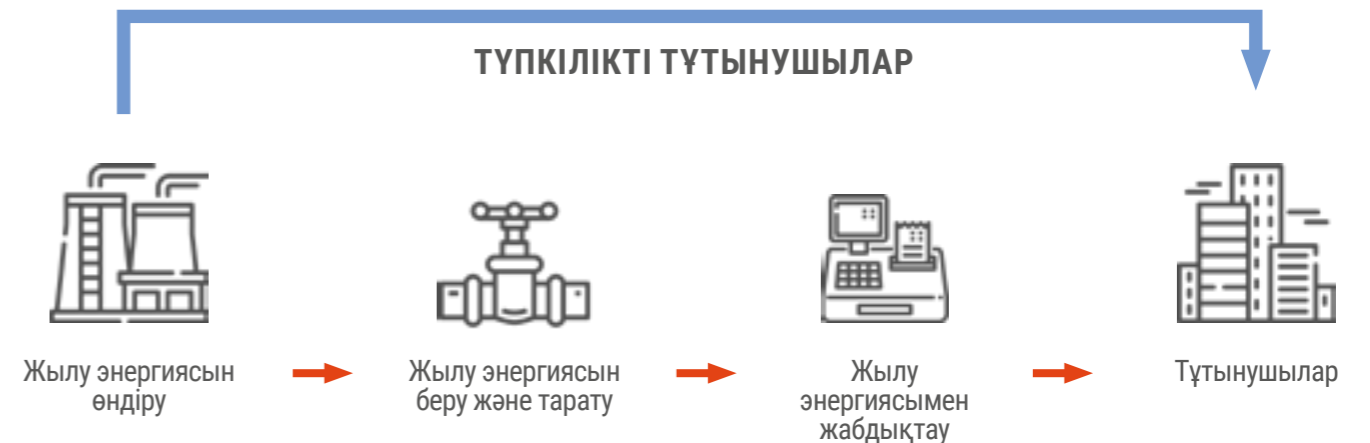 ТҮПКІЛІКТІ ТҰТЫНУШЫЛАР
Жылу энергиясын
өндіру
Жылу энергиясын
беру және тарату
Жылу
энергиясымен
жабдықтау
Тұтынушылар